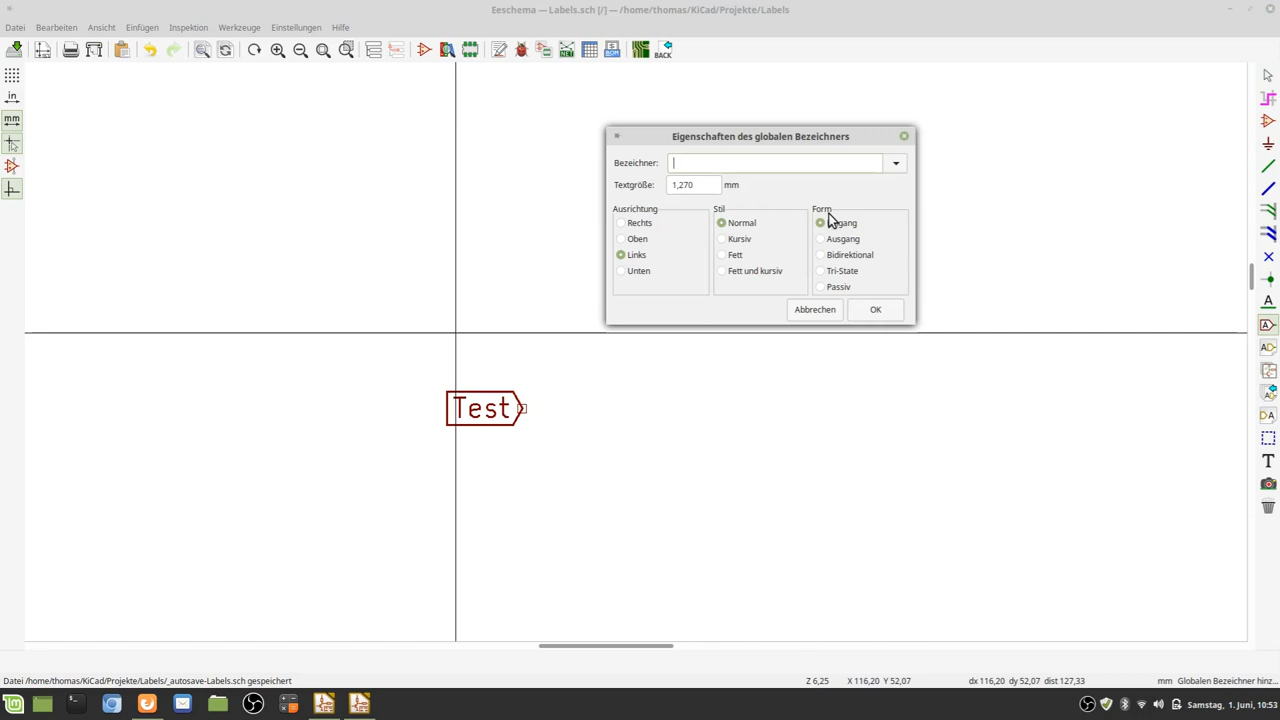 Eeschema — Labels.sch [/] — /home/thomas/KiCad/Projekte/Labels
Datei Bearbeiten Ansicht Einfügen Inspektion Werkzeuge Einstellungen Hilfe
NET
BOM
BACK
in
mm
Eigenschaften des globalen Bezeichners
Bezeichner:
Textgröße: 1,270 mm
Ausrichtung
Rechts
Oben
Links
Unten
Stil
Normal
Kursiv
Fett
Fett und kursiv
Form
Ausgang
Bidirektional
Tri-State
Passiv
Abbrechen OK
Test
A
A
A
A
T
Datei /home/thomas/KiCad/Projekte/Labels/_autosave-Labels.sch gespeichert
Z 6,25
X 116,20 Y 52,07
dx 116,20 dy 52,07 dist 127,33
mm
Globalen Bezeichner hinz...
Samstag, 1. Juni, 10:53